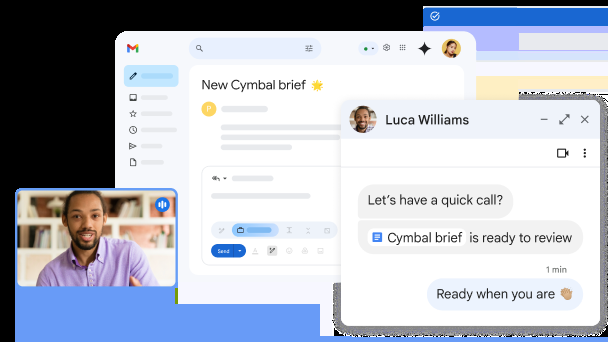 New Cymbal brief 🌟
P
Send
Luca Williams
Let's have a quick call?
Cymbal brief is ready to review
1 min
Ready when you are 👋🏼